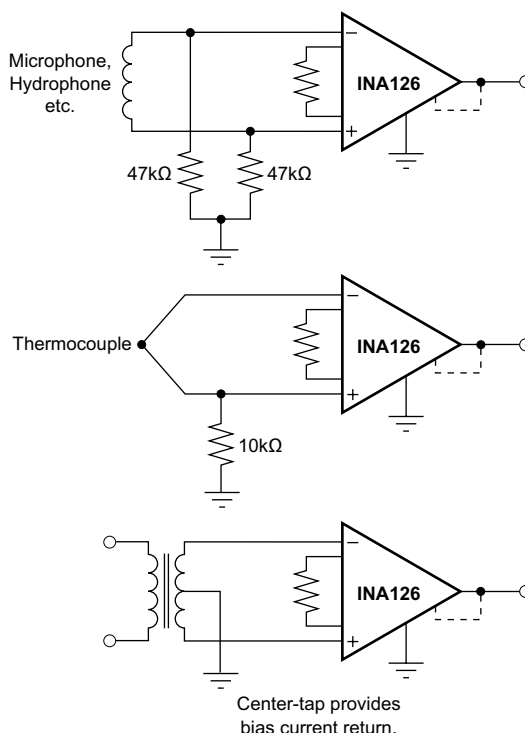 Microphone,
Hydrophone
etc.
−
INA126
+
47kΩ
47kΩ
Thermocouple
−
INA126
+
10kΩ
−
INA126
+
Center-tap provides
bias current return.